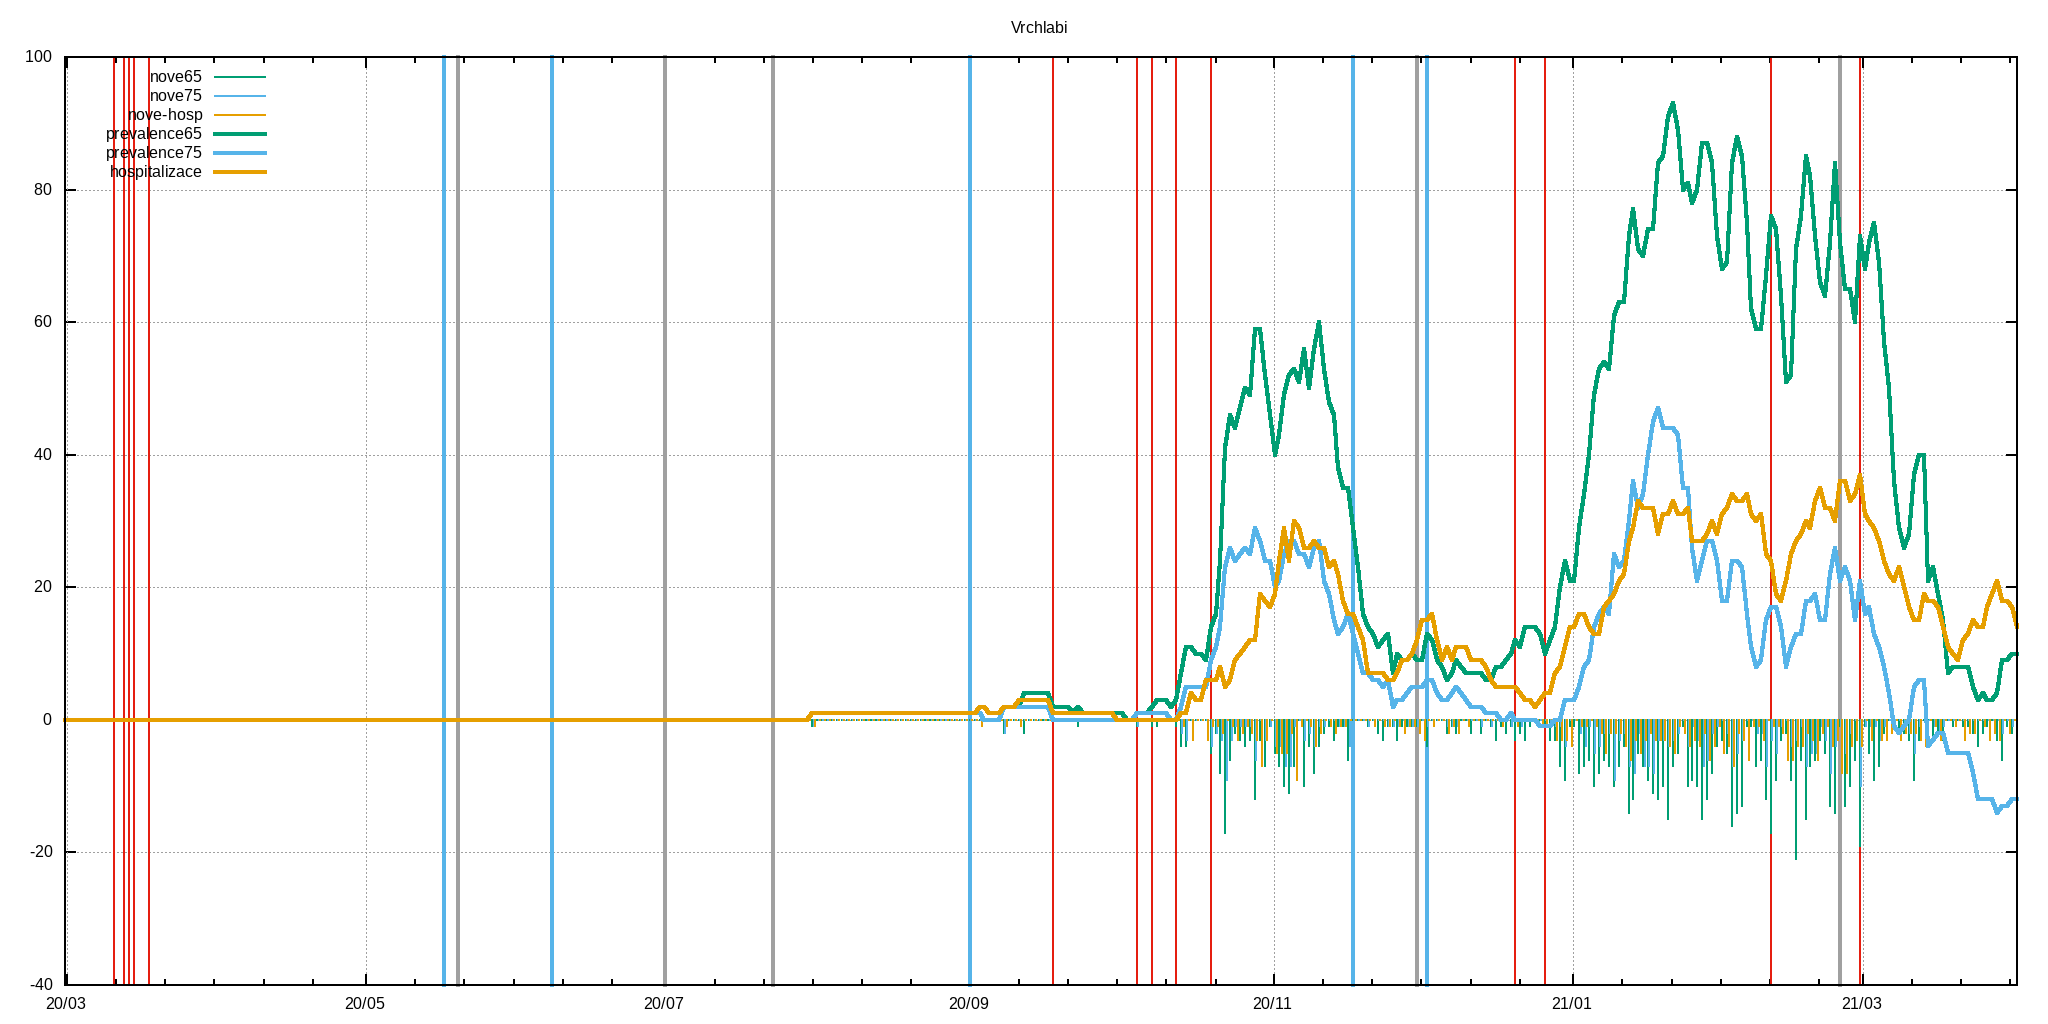 Vrchlabi
100
80
60
40
20
0
-20
-40
nove65
nove75
nove-hosp
prevalence65
prevalence75
hospitalizace
20/03 20/05 20/07 20/09 20/11 21/01 21/03